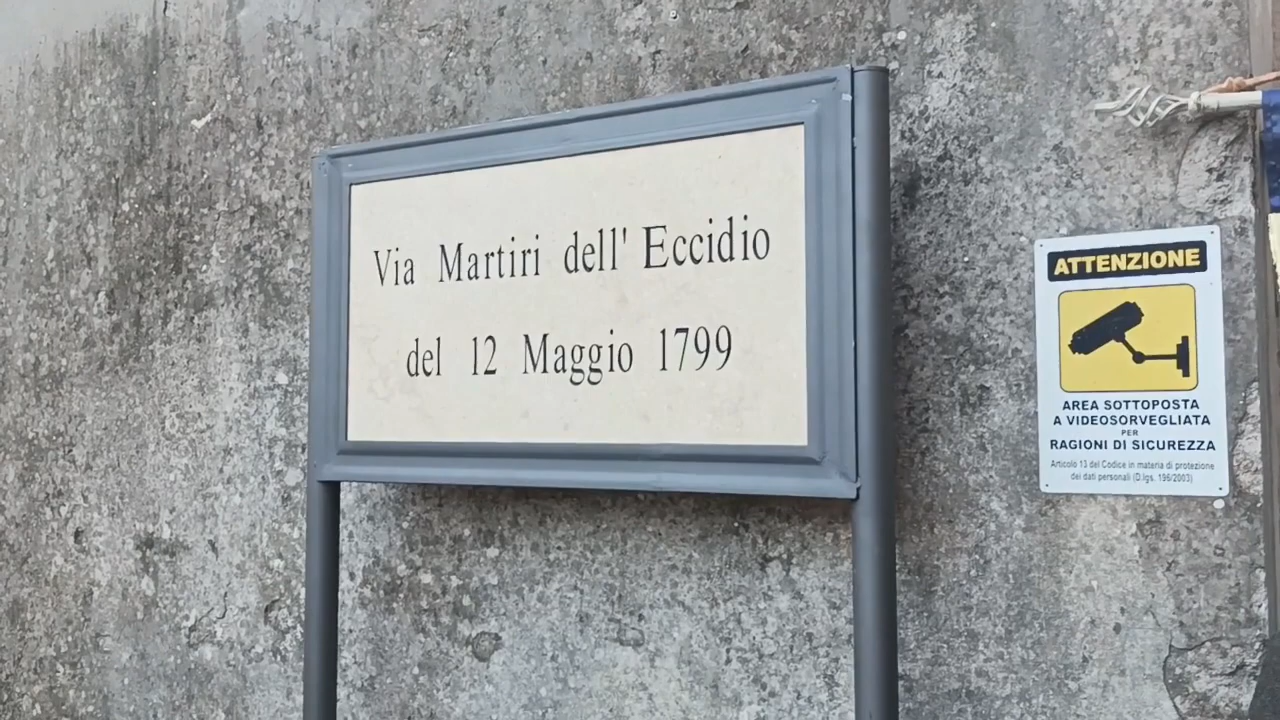 Via Martiri dell' Eccidio
del 12 Maggio 1799
ATTENZIONE
AREA SOTTOPOSTA
A VIDEOSORVEGLIATA
PER
RAGIONI DI SICUREZZA
Articolo 13 del Codice in materia di protezione
dei dati personali (D.lgs. 196/2003)